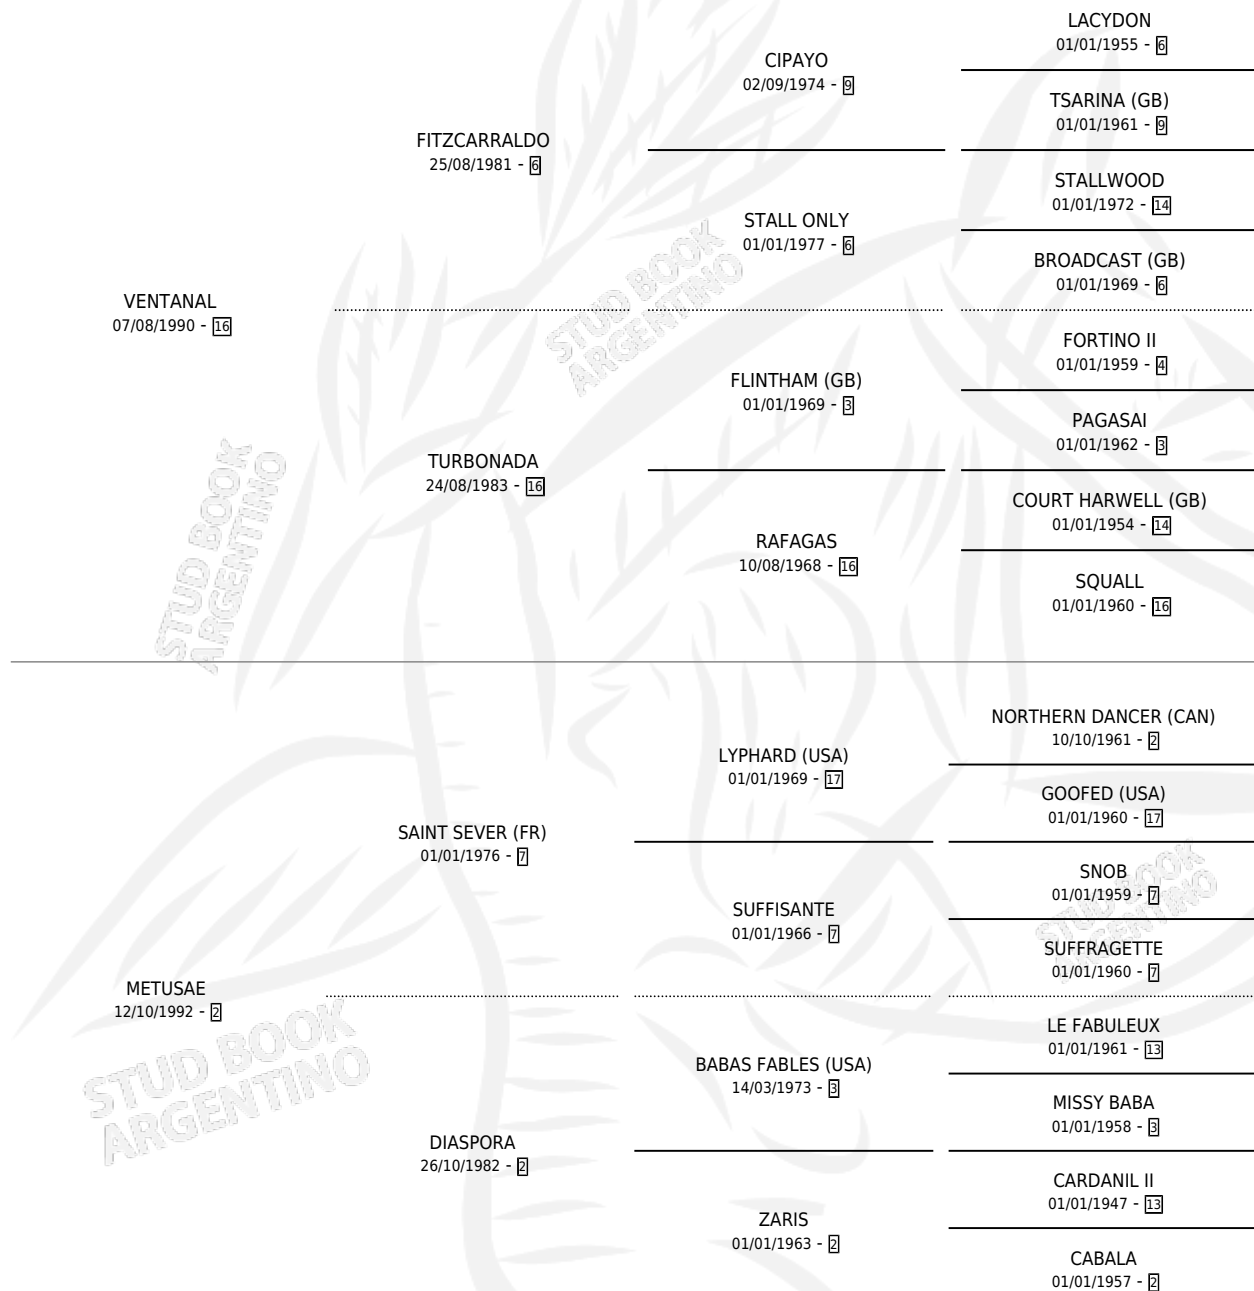 LACYDON
01/01/1955 - 6
CIPAYO
02/09/1974 - 9
TSARINA (GB)
01/01/1961 - 9
FITZCARRALDO
25/08/1981 - 6
STALLWOOD
01/01/1972 - 14
STALL ONLY
01/01/1977 - 6
BROADCAST (GB)
01/01/1969 - 6
VENTANAL
07/08/1990 - 16
FORTINO II
01/01/1959 - 4
FLINTHAM (GB)
01/01/1969 - 3
PAGASAI
01/01/1962 - 3
TURBONADA
24/08/1983 - 16
COURT HARWELL (GB)
01/01/1954 - 14
RAFAGAS
10/08/1968 - 16
SQUALL
01/01/1960 - 16
STUD BOOK
ARGENTINO
STUD BOOK
ARGENTINO
NORTHERN DANCER (CAN)
10/10/1961 - 2
LYPHARD (USA)
01/01/1969 - 17
GOOFED (USA)
01/01/1960 - 17
SAINT SEVER (FR)
01/01/1976 - 7
SNOB
01/01/1959 - 7
SUFFISANTE
01/01/1966 - 7
SUFFRAGETTE
01/01/1960 - 7
METUSAE
12/10/1992 - 2
LE FABULEUX
01/01/1961 - 13
BABAS FABLES (USA)
14/03/1973 - 3
MISSY BABA
01/01/1958 - 3
DIASPORA
26/10/1982 - 2
CARDANIL II
01/01/1947 - 13
ZARIS
01/01/1963 - 2
CABALA
01/01/1957 - 2
STUD BOOK
ARGENTINO
STUD BOOK
ARGENTINO